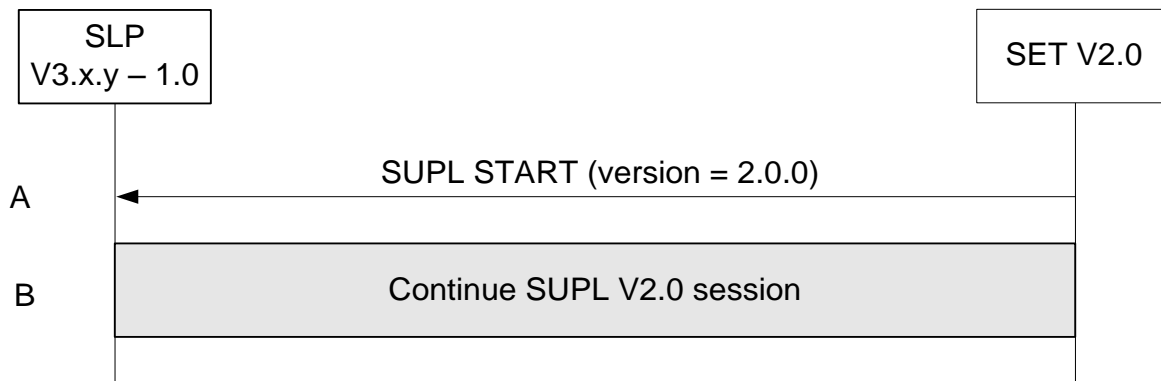 SLP
V3.x.y – 1.0
SET V2.0
SUPL START (version = 2.0.0)
A
Continue SUPL V2.0 session
B